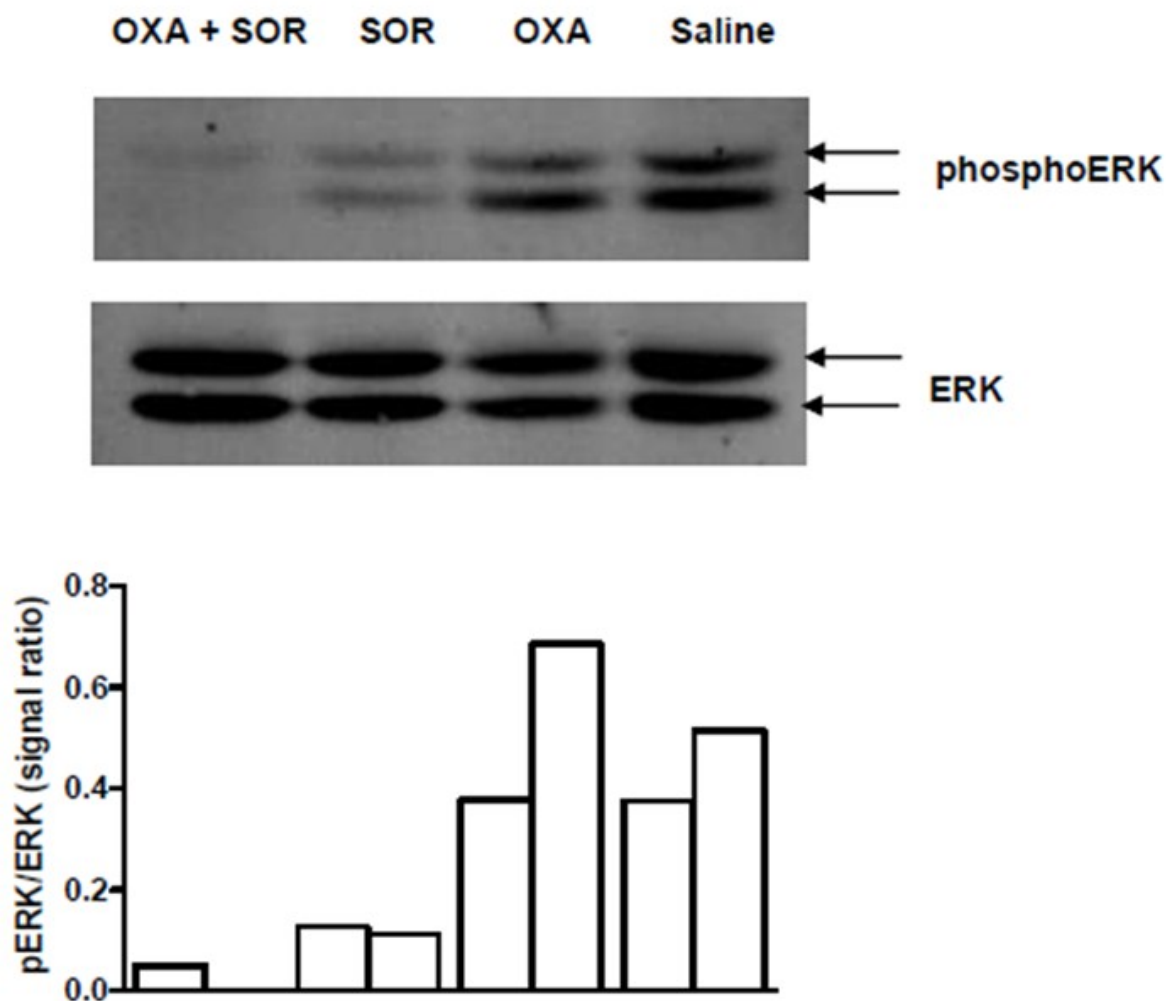 OXA + SOR SOR OXA Saline
phosphoERK
ERK
pERK/ERK (signal ratio)
0.8
0.6
0.4
0.2
0.0